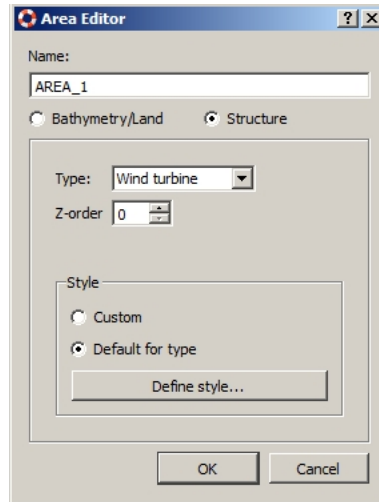 Area Editor
Name:
AREA_1
Bathymetry/Land Structure
Type: Wind turbine
Z-order 0
Style
Custom
Default for type
Define style...
OK Cancel